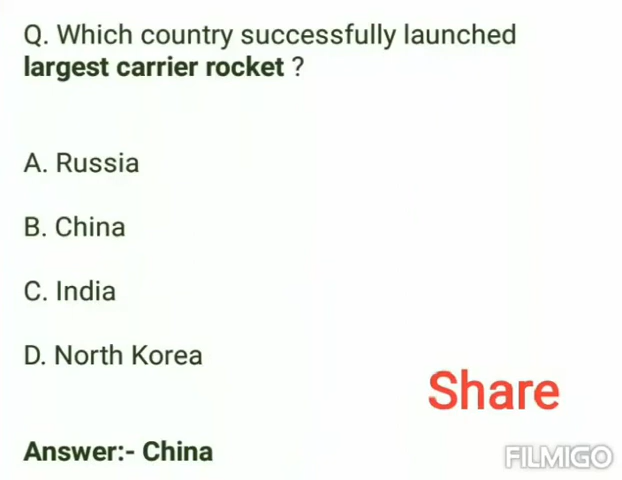 Q. Which country successfully launched
largest carrier rocket ?
A. Russia
B. China
C. India
D. North Korea
Share
Answer:- China
FILMIGO